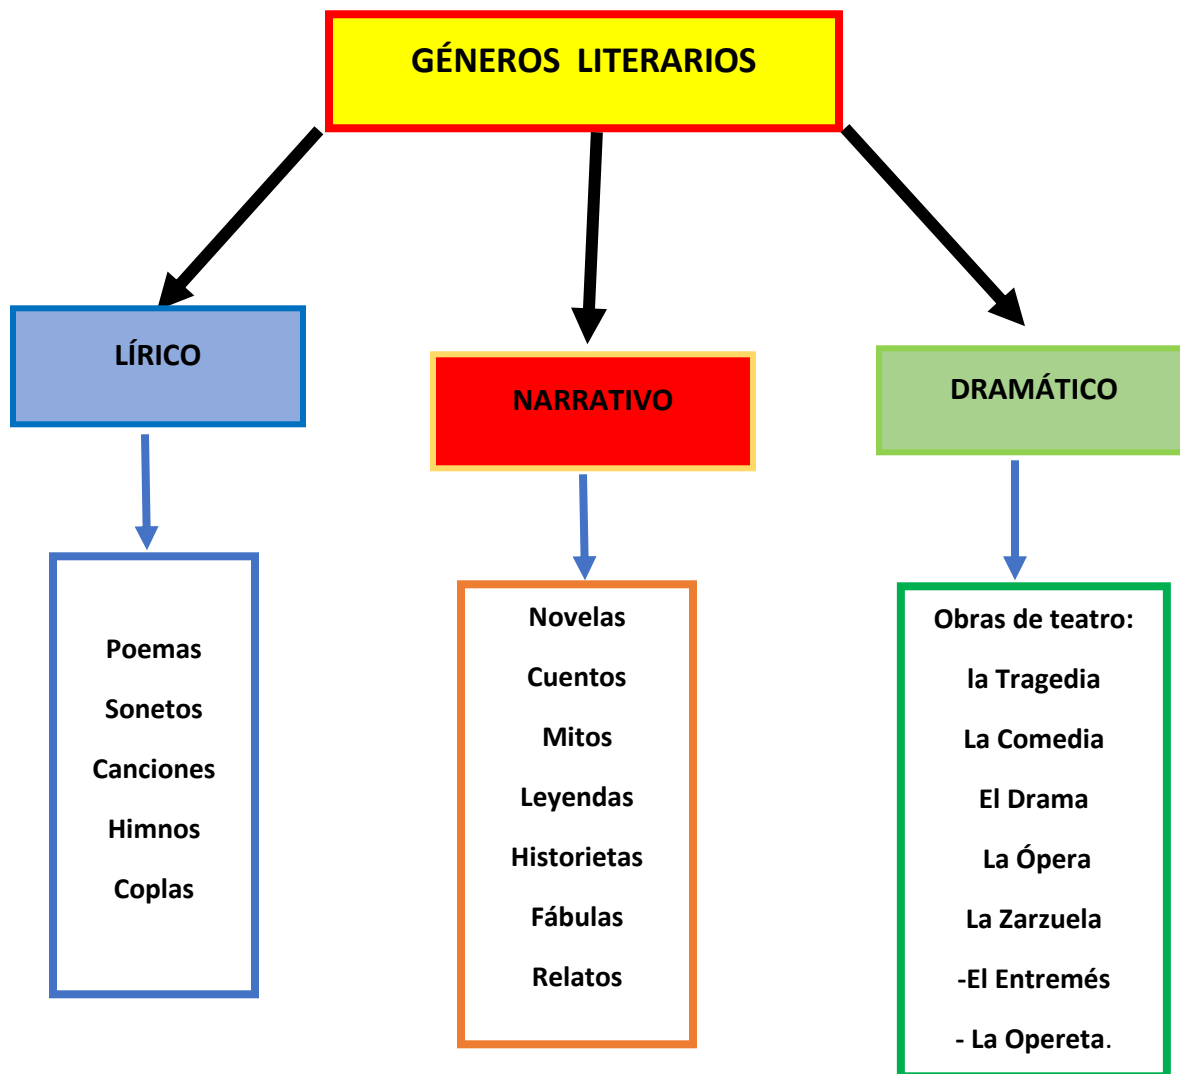 GÉNEROS LITERARIOS
LÍRICO
NARRATIVO
DRAMÁTICO
Poemas
Sonetos
Canciones
Himnos
Coplas
Novelas
Cuentos
Mitos
Leyendas
Historietas
Fábulas
Relatos
Obras de teatro:
la Tragedia
La Comedia
El Drama
La Ópera
La Zarzuela
-El Entremés
- La Opereta.